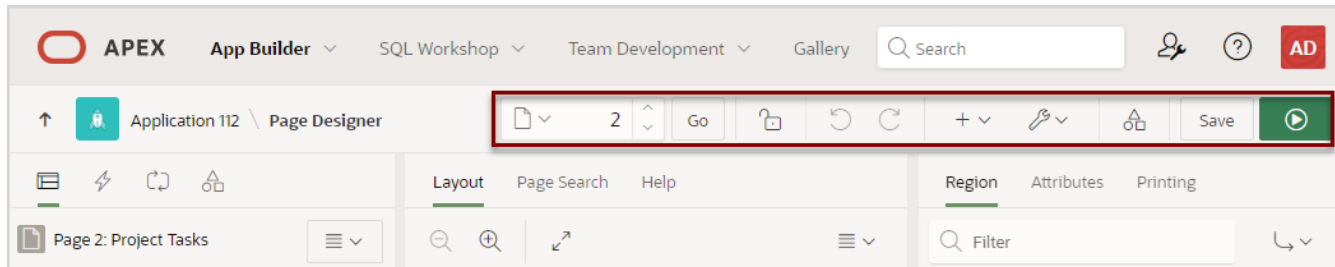 APEX App Builder SQL Workshop Team Development Gallery Search AD
Application 112 \ Page Designer 2 Go Save
Layout Page Search Help Region Attributes Printing
Page 2: Project Tasks Filter